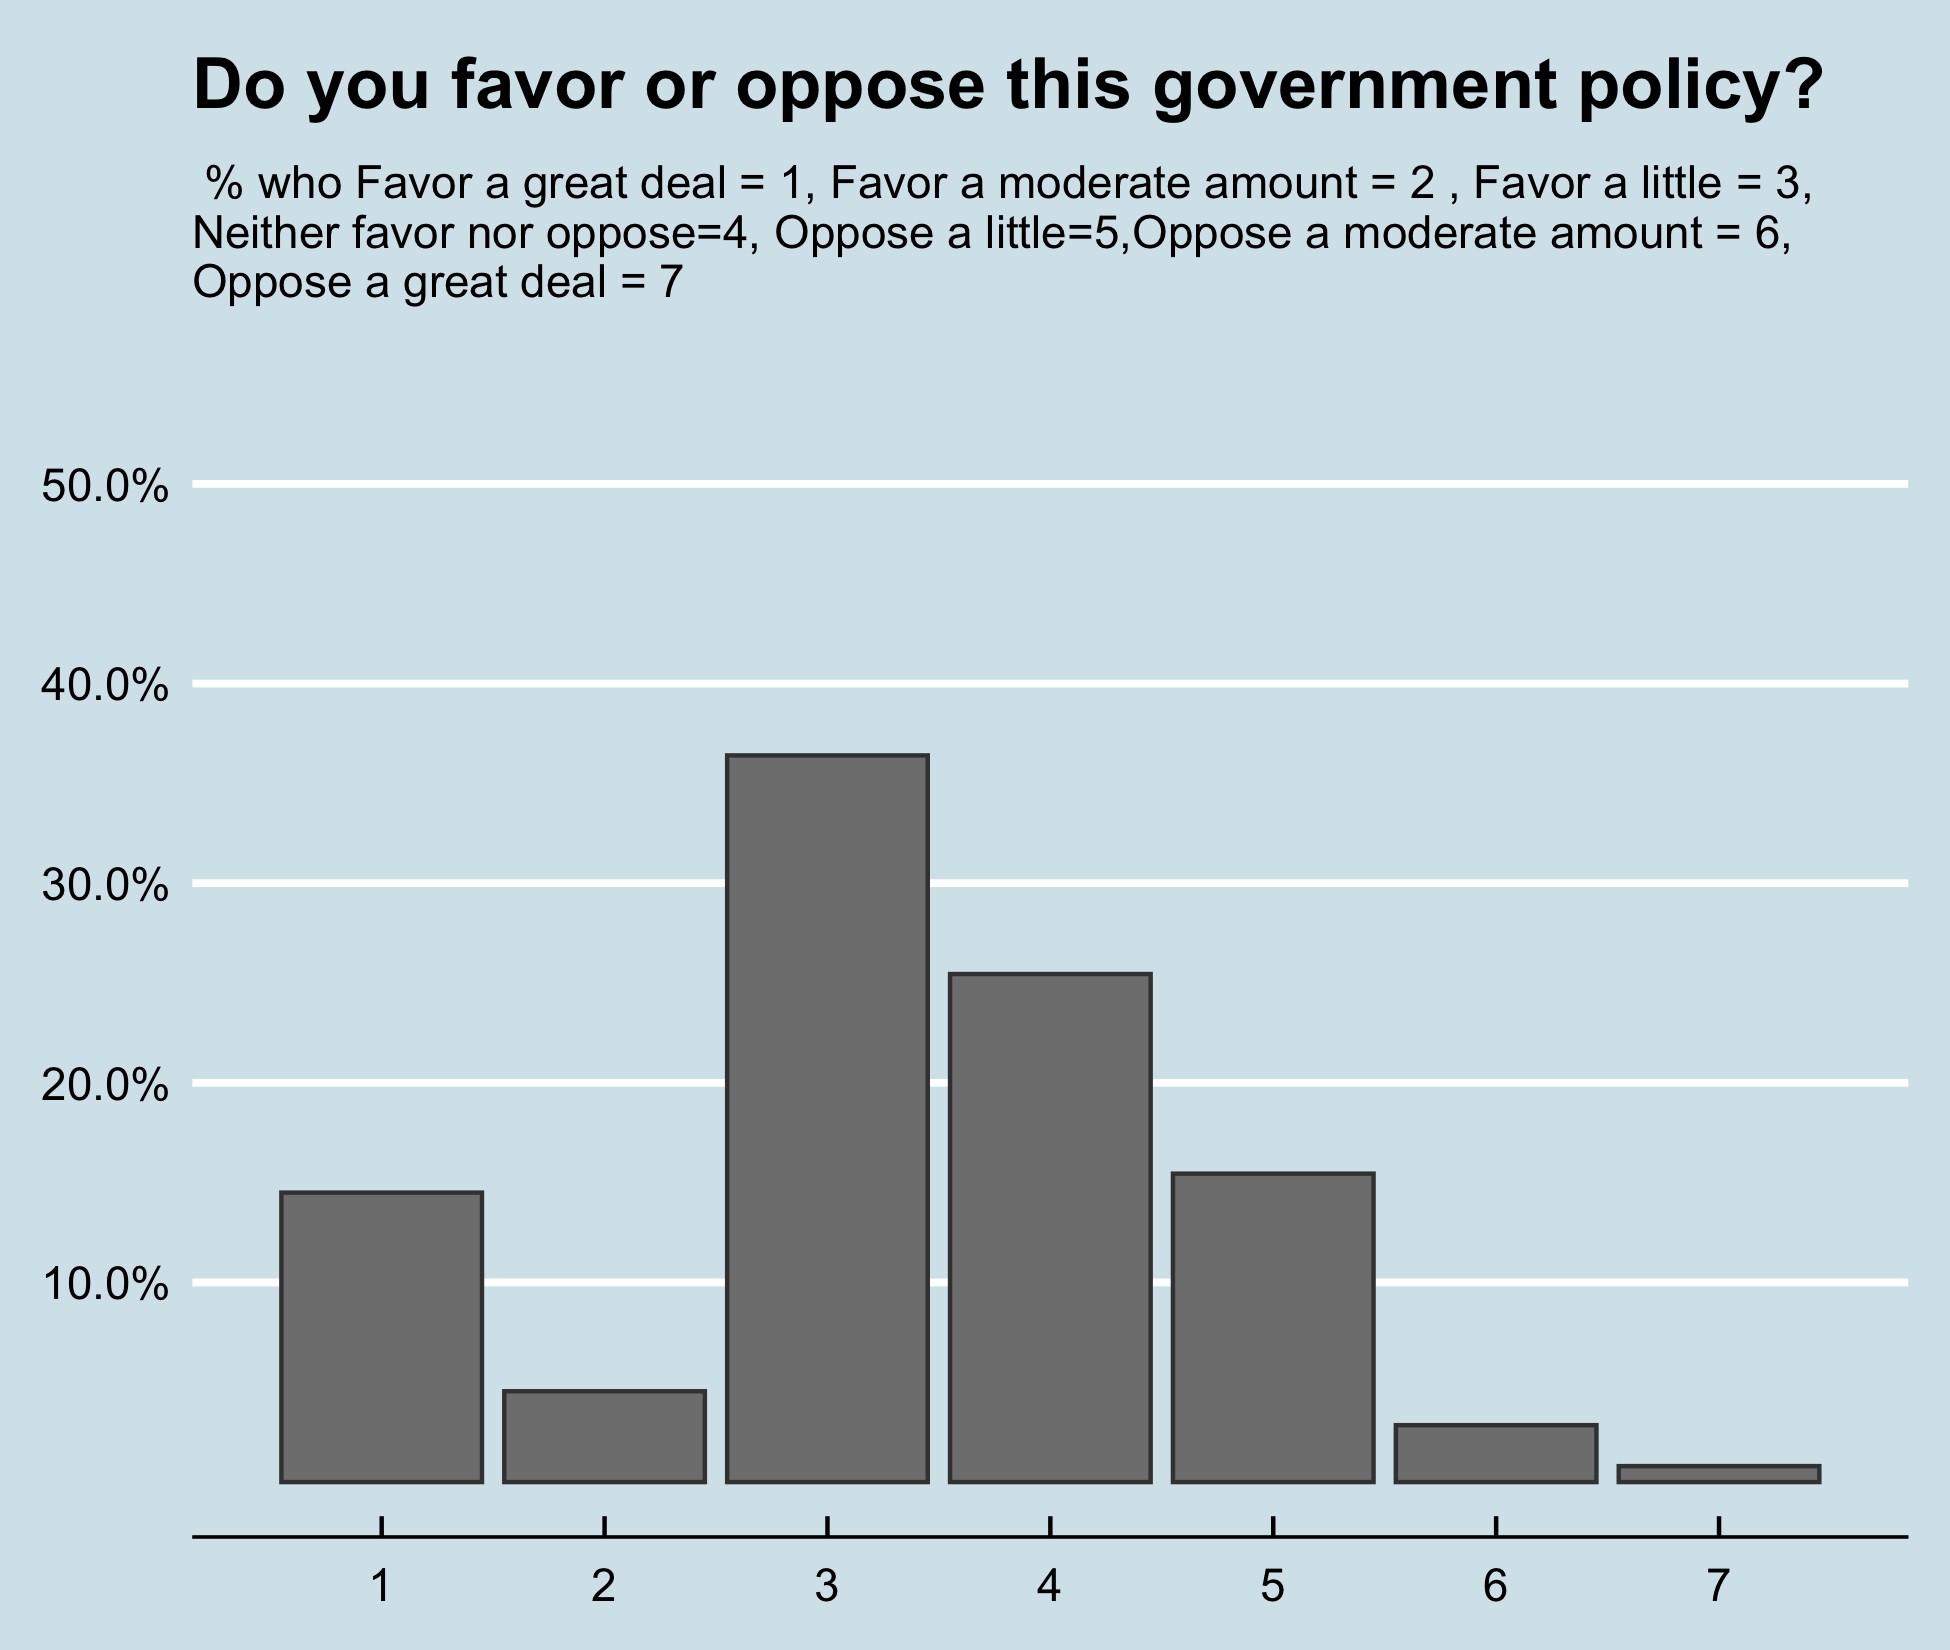 Do you favor or oppose this government policy?
% who Favor a great deal = 1, Favor a moderate amount = 2 , Favor a little = 3,
Neither favor nor oppose=4, Oppose a little=5,Oppose a moderate amount = 6,
Oppose a great deal = 7
50.0%
40.0%
30.0%
20.0%
10.0%
1 2 3 4 5 6 7